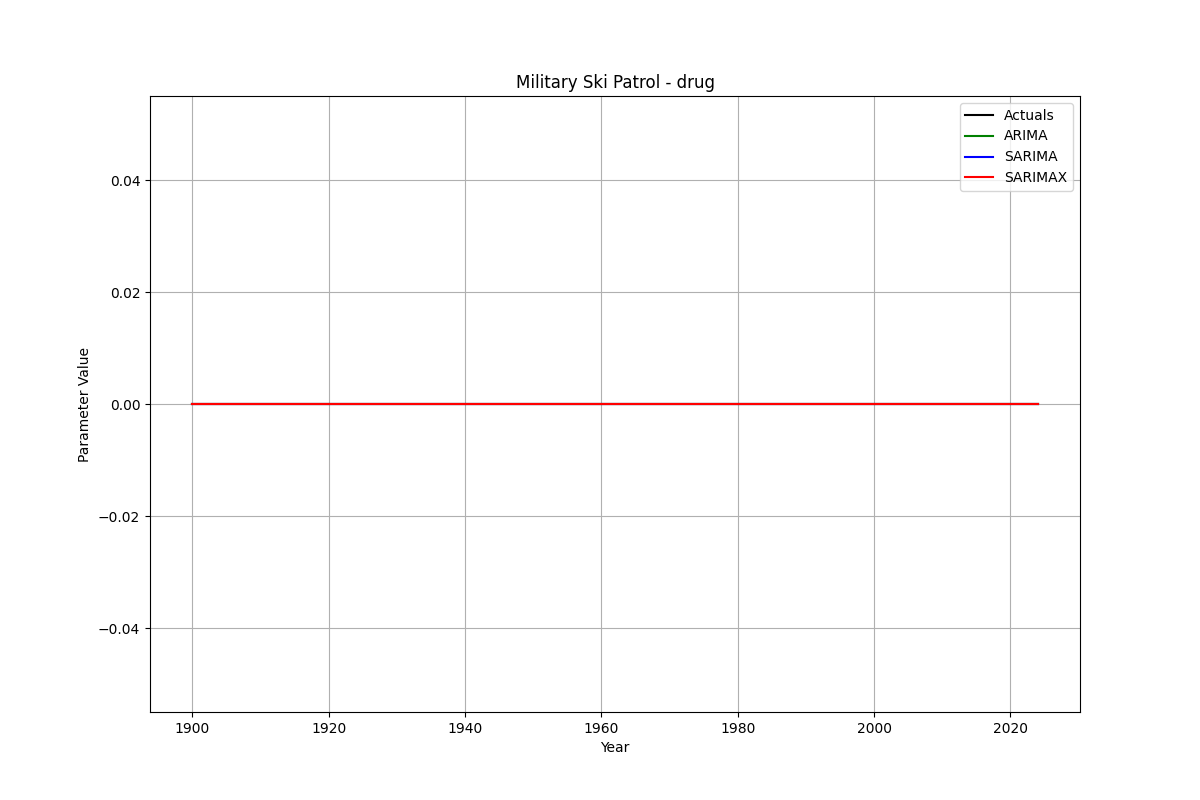 Military Ski Patrol - drug
Actuals
ARIMA
SARIMA
SARIMAX
0.04
0.02
0.00
−0.02
−0.04
Parameter Value
1900 1920 1940 1960 1980 2000 2020
Year